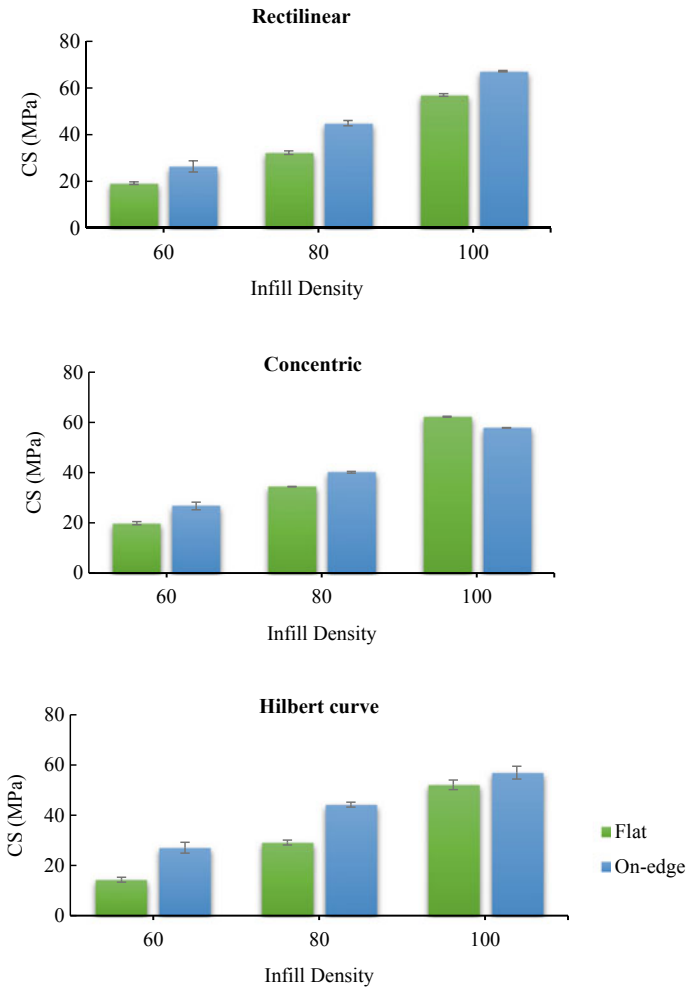 Rectilinear
80
60
40
20
0
CS (MPa)
60 80 100
Infill Density
Concentric
80
60
40
20
0
CS (MPa)
60 80 100
Infill Density
Hilbert curve
80
60
40
20
0
CS (MPa)
60 80 100
Infill Density
Flat
On-edge